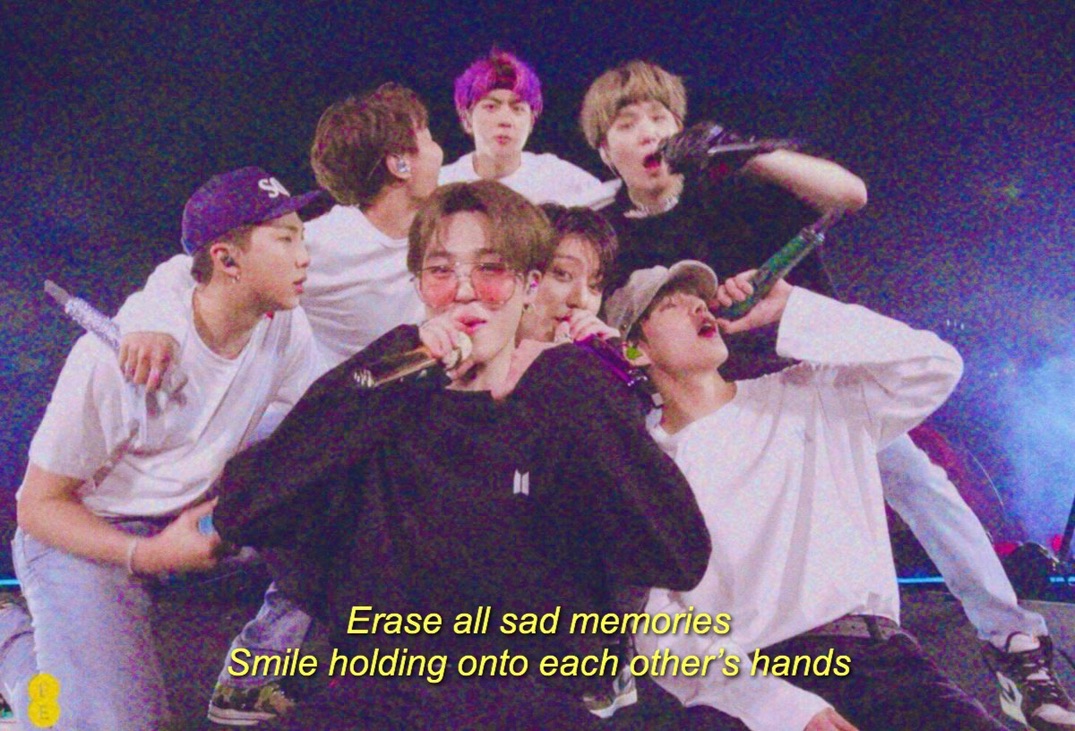 Erase all sad memories
Smile holding onto each other’s hands